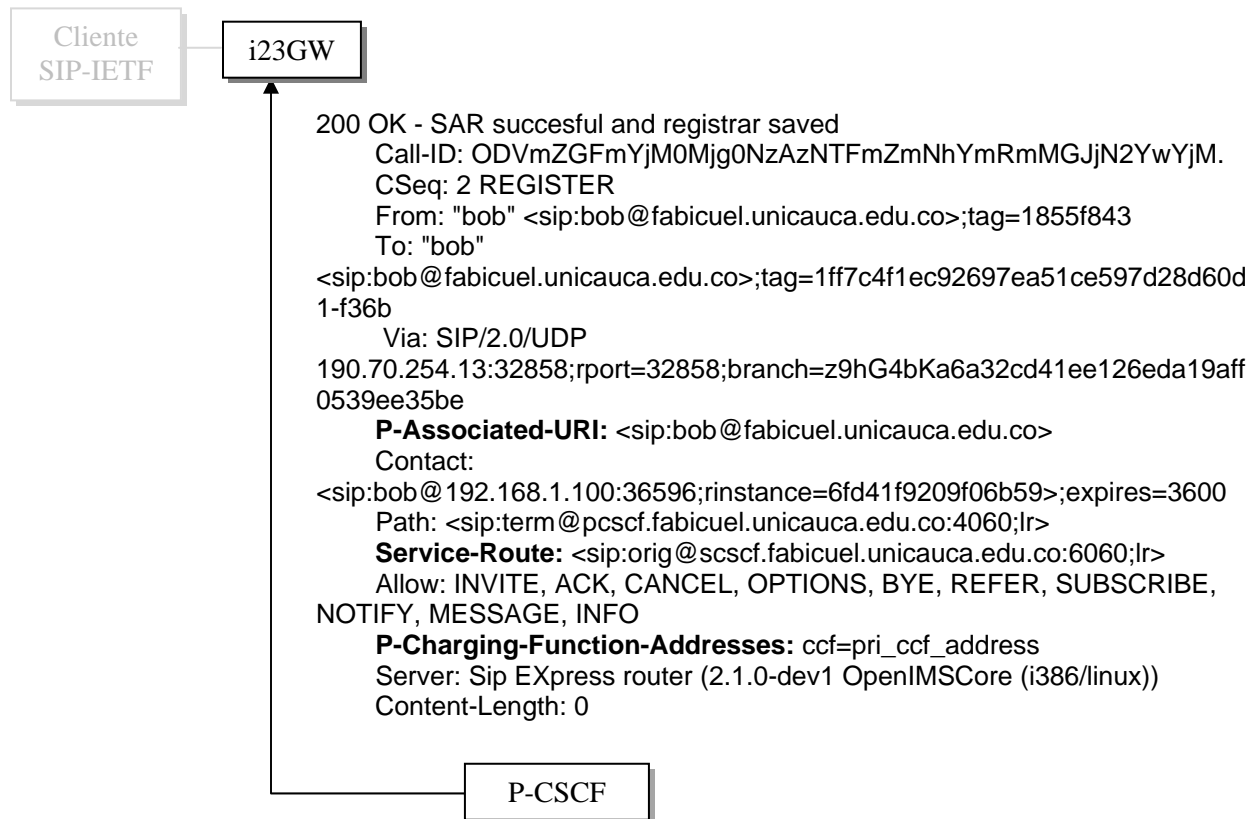 Cliente
SIP-IETF
i23GW
200 OK - SAR succesful and registrar saved
Call-ID: ODVmZGFmYjM0Mjg0NzAzNTFmZmNhYmRmMGJjN2YwYjM.
CSeq: 2 REGISTER
From: "bob" <sip:bob@fabicuel.unicauca.edu.co>;tag=1855f843
To: "bob"
<sip:bob@fabicuel.unicauca.edu.co>;tag=1ff7c4f1ec92697ea51ce597d28d60d
1-f36b
Via: SIP/2.0/UDP
190.70.254.13:32858;rport=32858;branch=z9hG4bKa6a32cd41ee126eda19aff
0539ee35be
P-Associated-URI: <sip:bob@fabicuel.unicauca.edu.co>
Contact:
<sip:bob@192.168.1.100:36596;rinstance=6fd41f9209f06b59>;expires=3600
Path: <sip:term@pcscf.fabicuel.unicauca.edu.co:4060;lr>
Service-Route: <sip:orig@scscf.fabicuel.unicauca.edu.co:6060;lr>
Allow: INVITE, ACK, CANCEL, OPTIONS, BYE, REFER, SUBSCRIBE,
NOTIFY, MESSAGE, INFO
P-Charging-Function-Addresses: ccf=pri_ccf_address
Server: Sip EXpress router (2.1.0-dev1 OpenIMSCore (i386/linux))
Content-Length: 0
P-CSCF